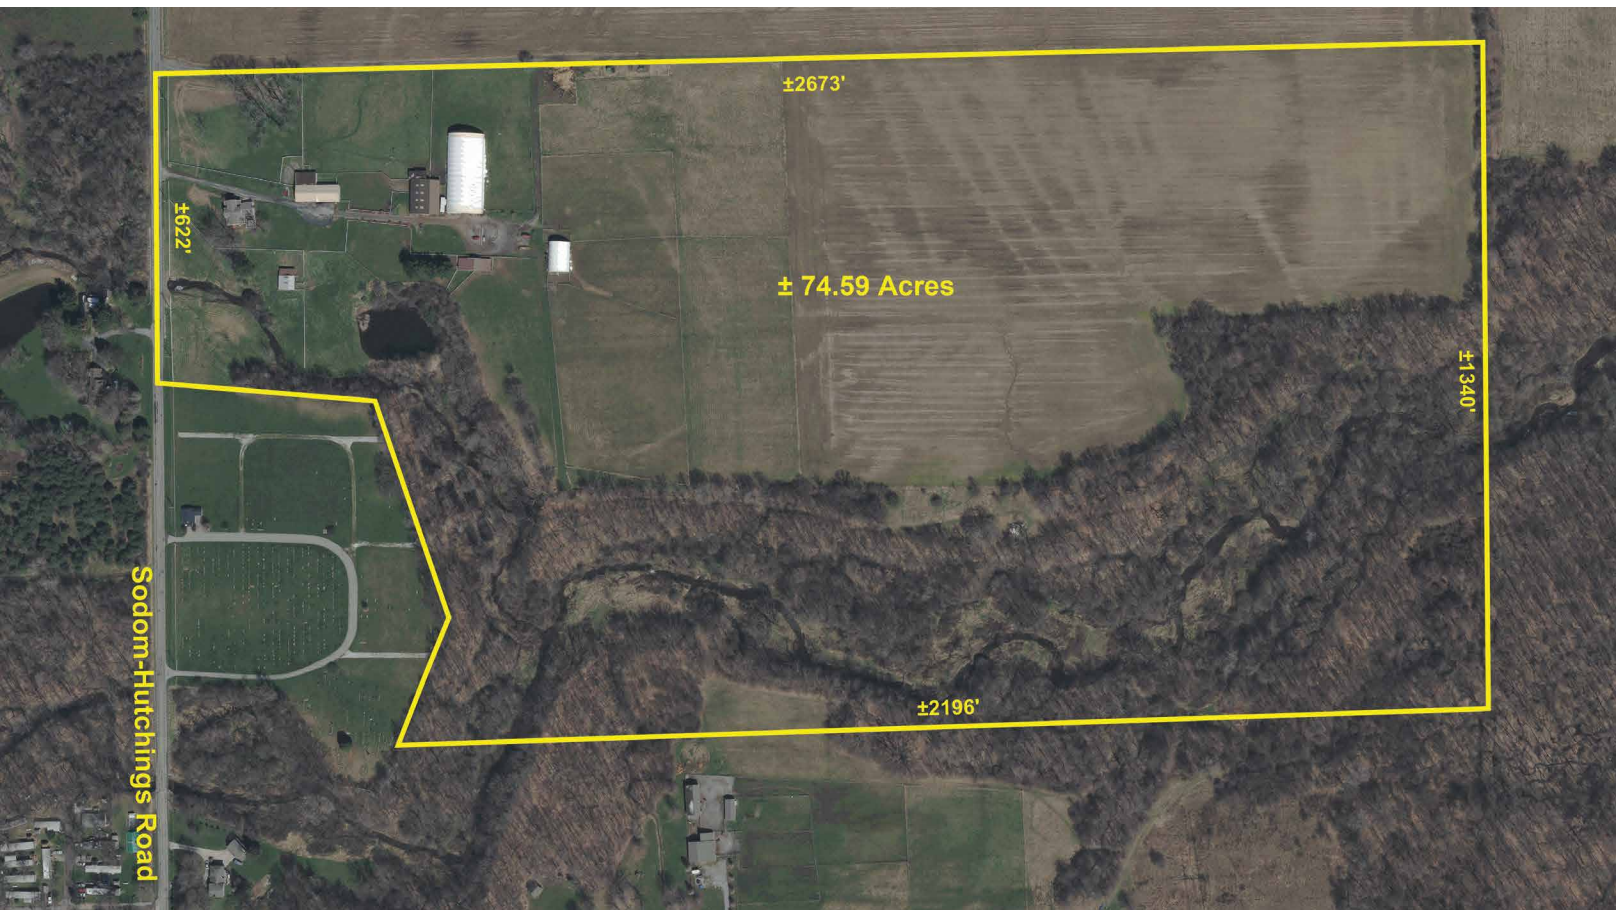 ±2673'
±622'
± 74.59 Acres
±1340'
±2196'
Sodom-Hutchings Road